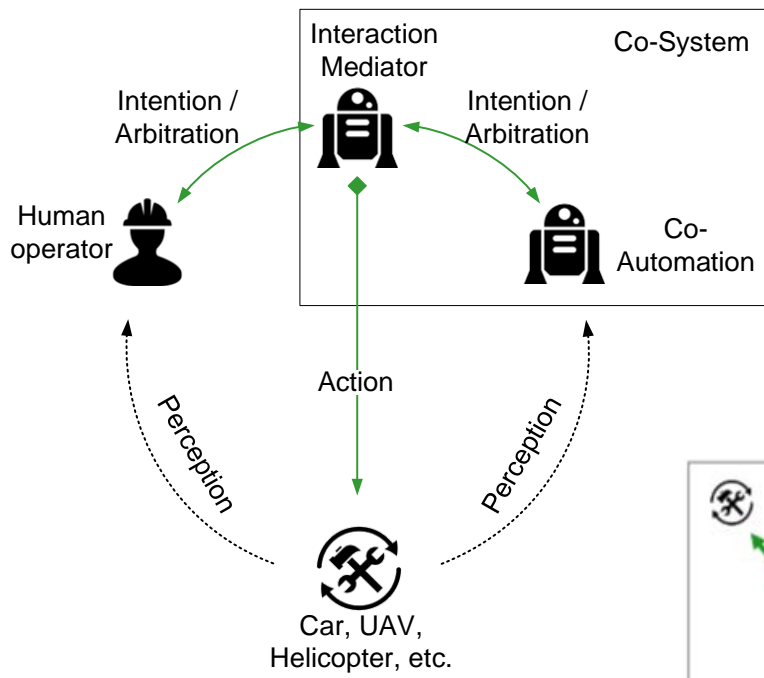 Interaction
Mediator
Co-System
Intention /
Arbitration
Intention /
Arbitration
Human
operator
Co-
Automation
Action
Perception
Perception
Car, UAV,
Helicopter, etc.